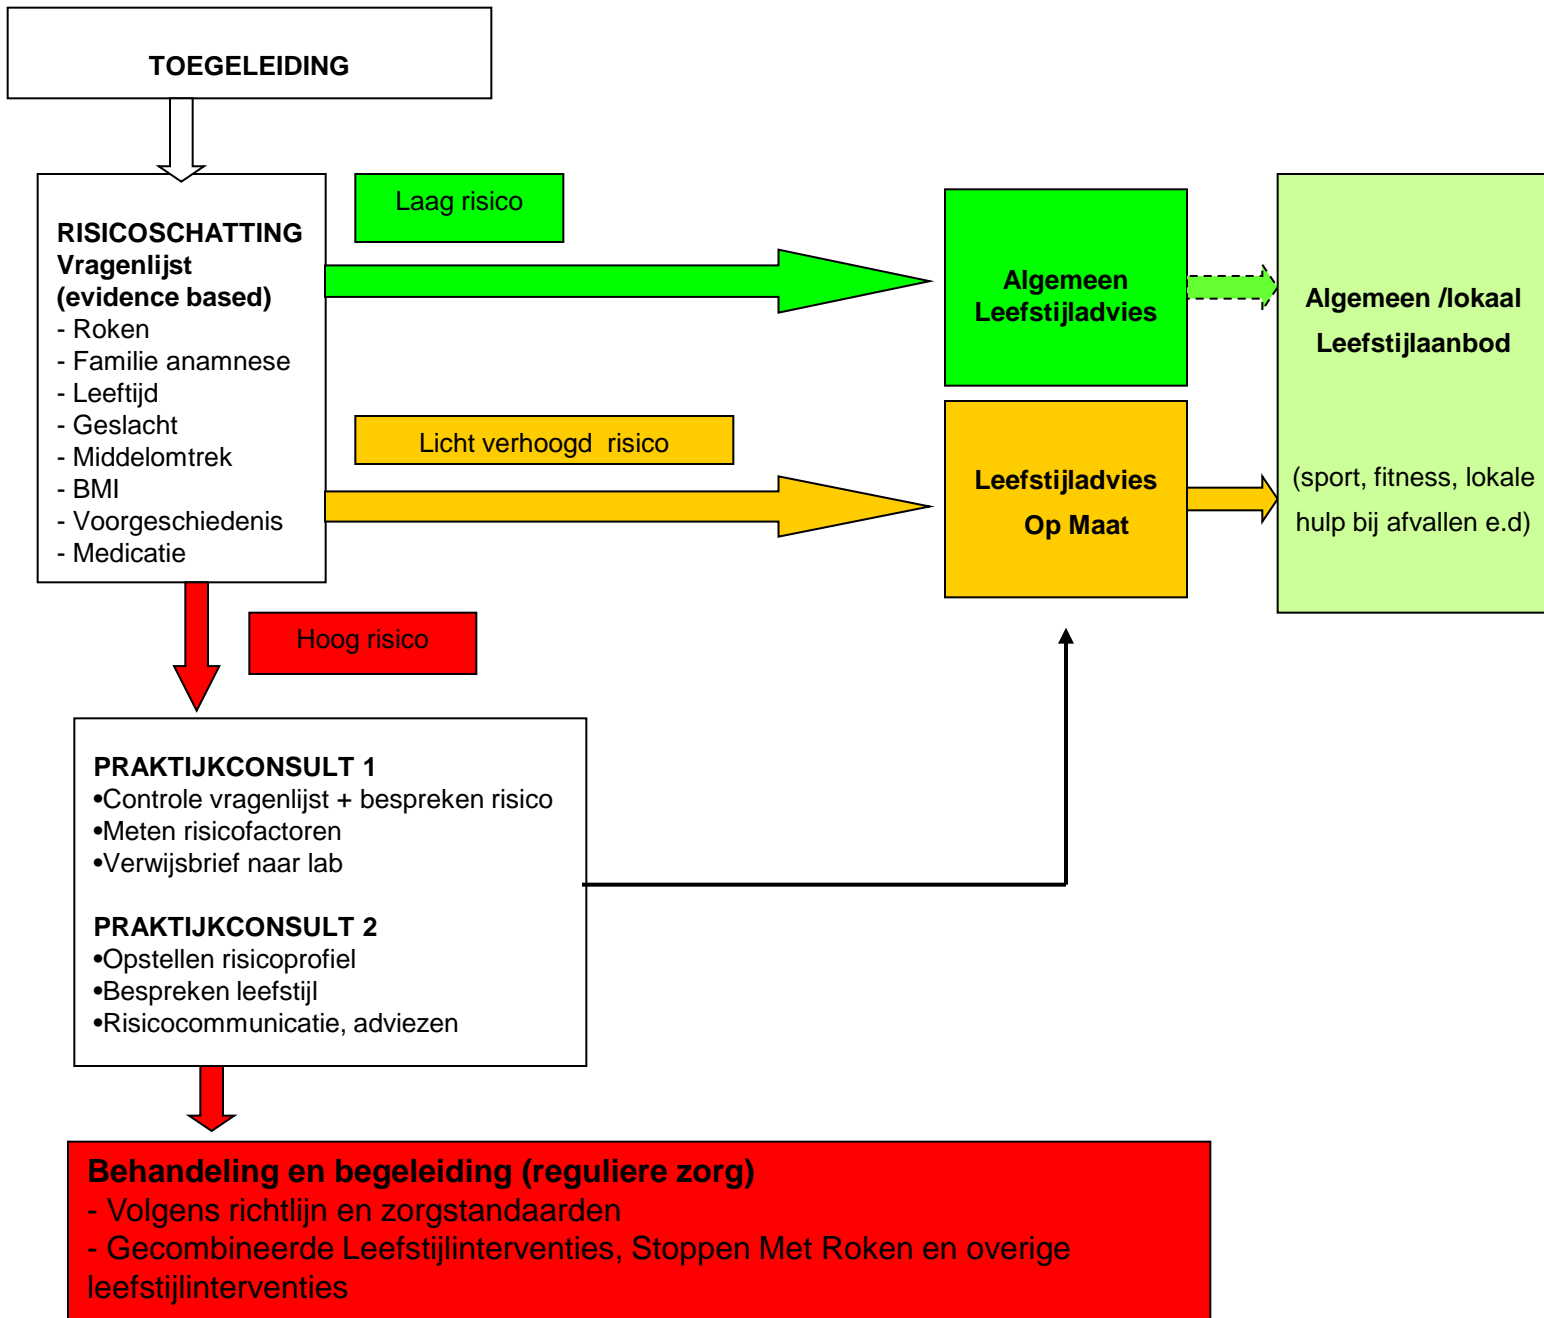 TOEGELEIDING
RISICOSCHATTING
Vragenlijst
(evidence based)
- Roken
- Familie anamnese
- Leeftijd
- Geslacht
- Middelomtrek
- BMI
- Voorgeschiedenis
- Medicatie
Laag risico
Algemeen
Leefstijladvies
Algemeen /lokaal
Leefstijlaanbod
(sport, fitness, lokale
hulp bij afvallen e.d)
Licht verhoogd risico
Leefstijladvies
Op Maat
Hoog risico
PRAKTIJKCONSULT 1
•Controle vragenlijst + bespreken risico
•Meten risicofactoren
•Verwijsbrief naar lab
PRAKTIJKCONSULT 2
•Opstellen risicoprofiel
•Bespreken leefstijl
•Risicocommunicatie, adviezen
Behandeling en begeleiding (reguliere zorg)
- Volgens richtlijn en zorgstandaarden
- Gecombineerde Leefstijlinterventies, Stoppen Met Roken en overige
leefstijlinterventies